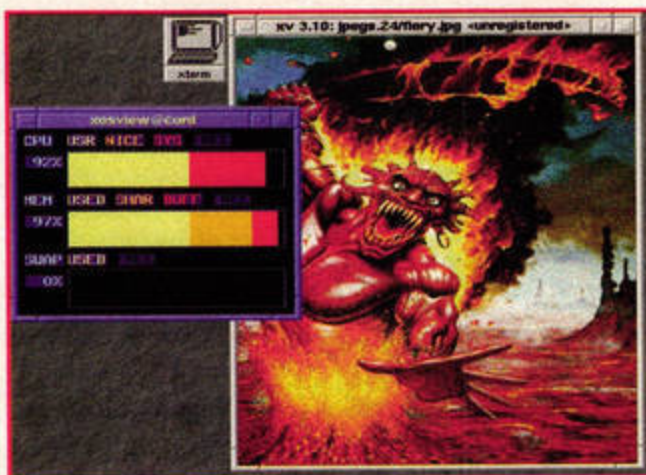 xv 3.10: jpegs.24/fiery.jpg <unregistered>
xterm
xosview@cord
CPU USR NICE SYS
92%
MEM USED SHAR BUFF
97%
SWAP USED
0%